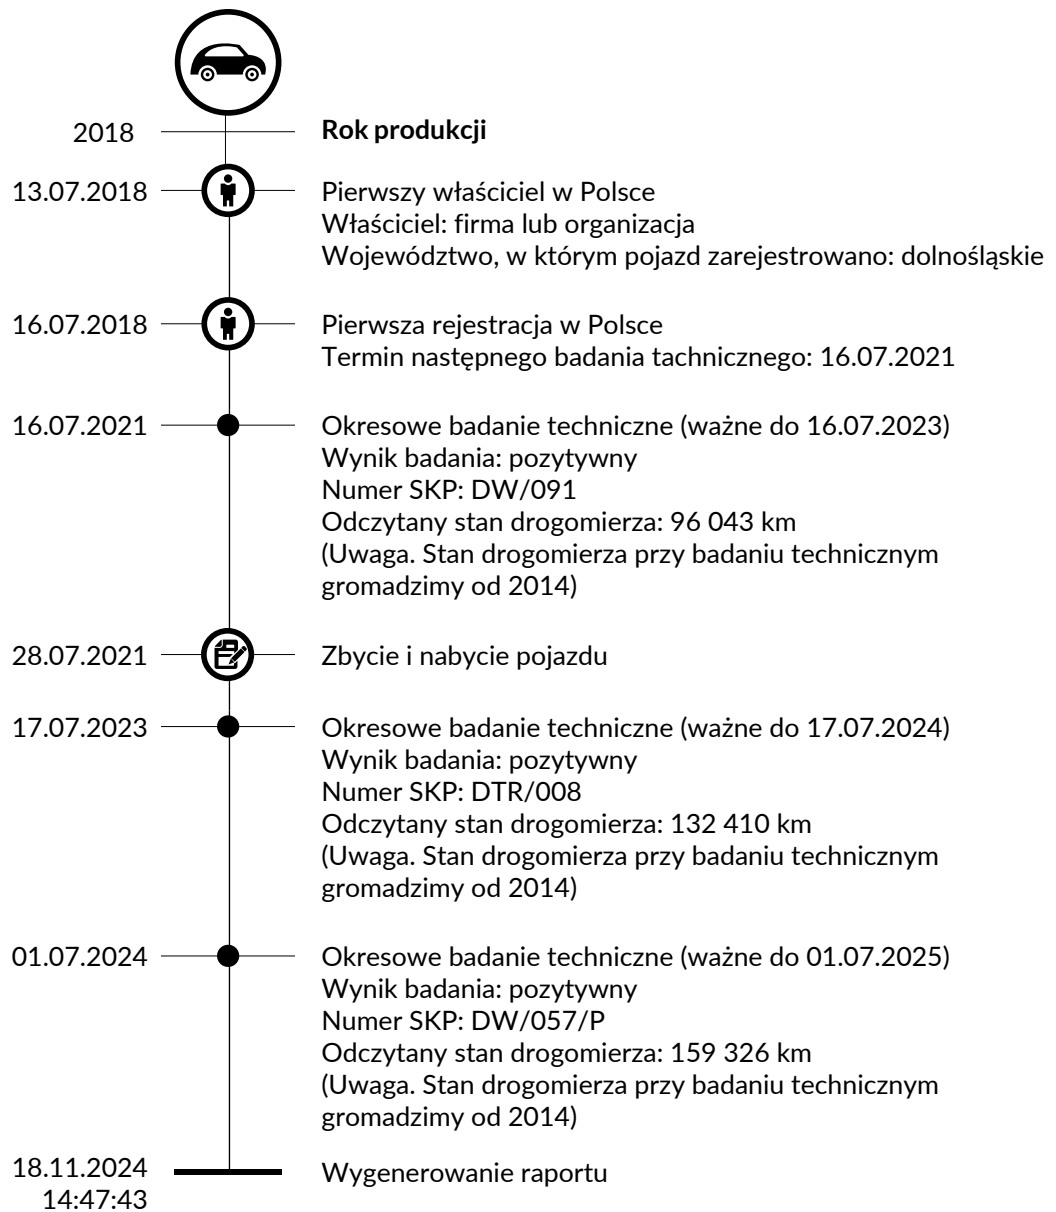 2018
Rok produkcji
13.07.2018
Pierwszy właściciel w Polsce
Właściciel: firma lub organizacja
Województwo, w którym pojazd zarejestrowano: dolnośląskie
16.07.2018
Pierwsza rejestracja w Polsce
Termin następnego badania tachnicznego: 16.07.2021
16.07.2021
Okresowe badanie techniczne (ważne do 16.07.2023)
Wynik badania: pozytywny
Numer SKP: DW/091
Odczytany stan drogomierza: 96 043 km
(Uwaga. Stan drogomierza przy badaniu technicznym
gromadzimy od 2014)
28.07.2021
Zbycie i nabycie pojazdu
17.07.2023
Okresowe badanie techniczne (ważne do 17.07.2024)
Wynik badania: pozytywny
Numer SKP: DTR/008
Odczytany stan drogomierza: 132 410 km
(Uwaga. Stan drogomierza przy badaniu technicznym
gromadzimy od 2014)
01.07.2024
Okresowe badanie techniczne (ważne do 01.07.2025)
Wynik badania: pozytywny
Numer SKP: DW/057/P
Odczytany stan drogomierza: 159 326 km
(Uwaga. Stan drogomierza przy badaniu technicznym
gromadzimy od 2014)
18.11.2024
14:47:43
Wygenerowanie raportu